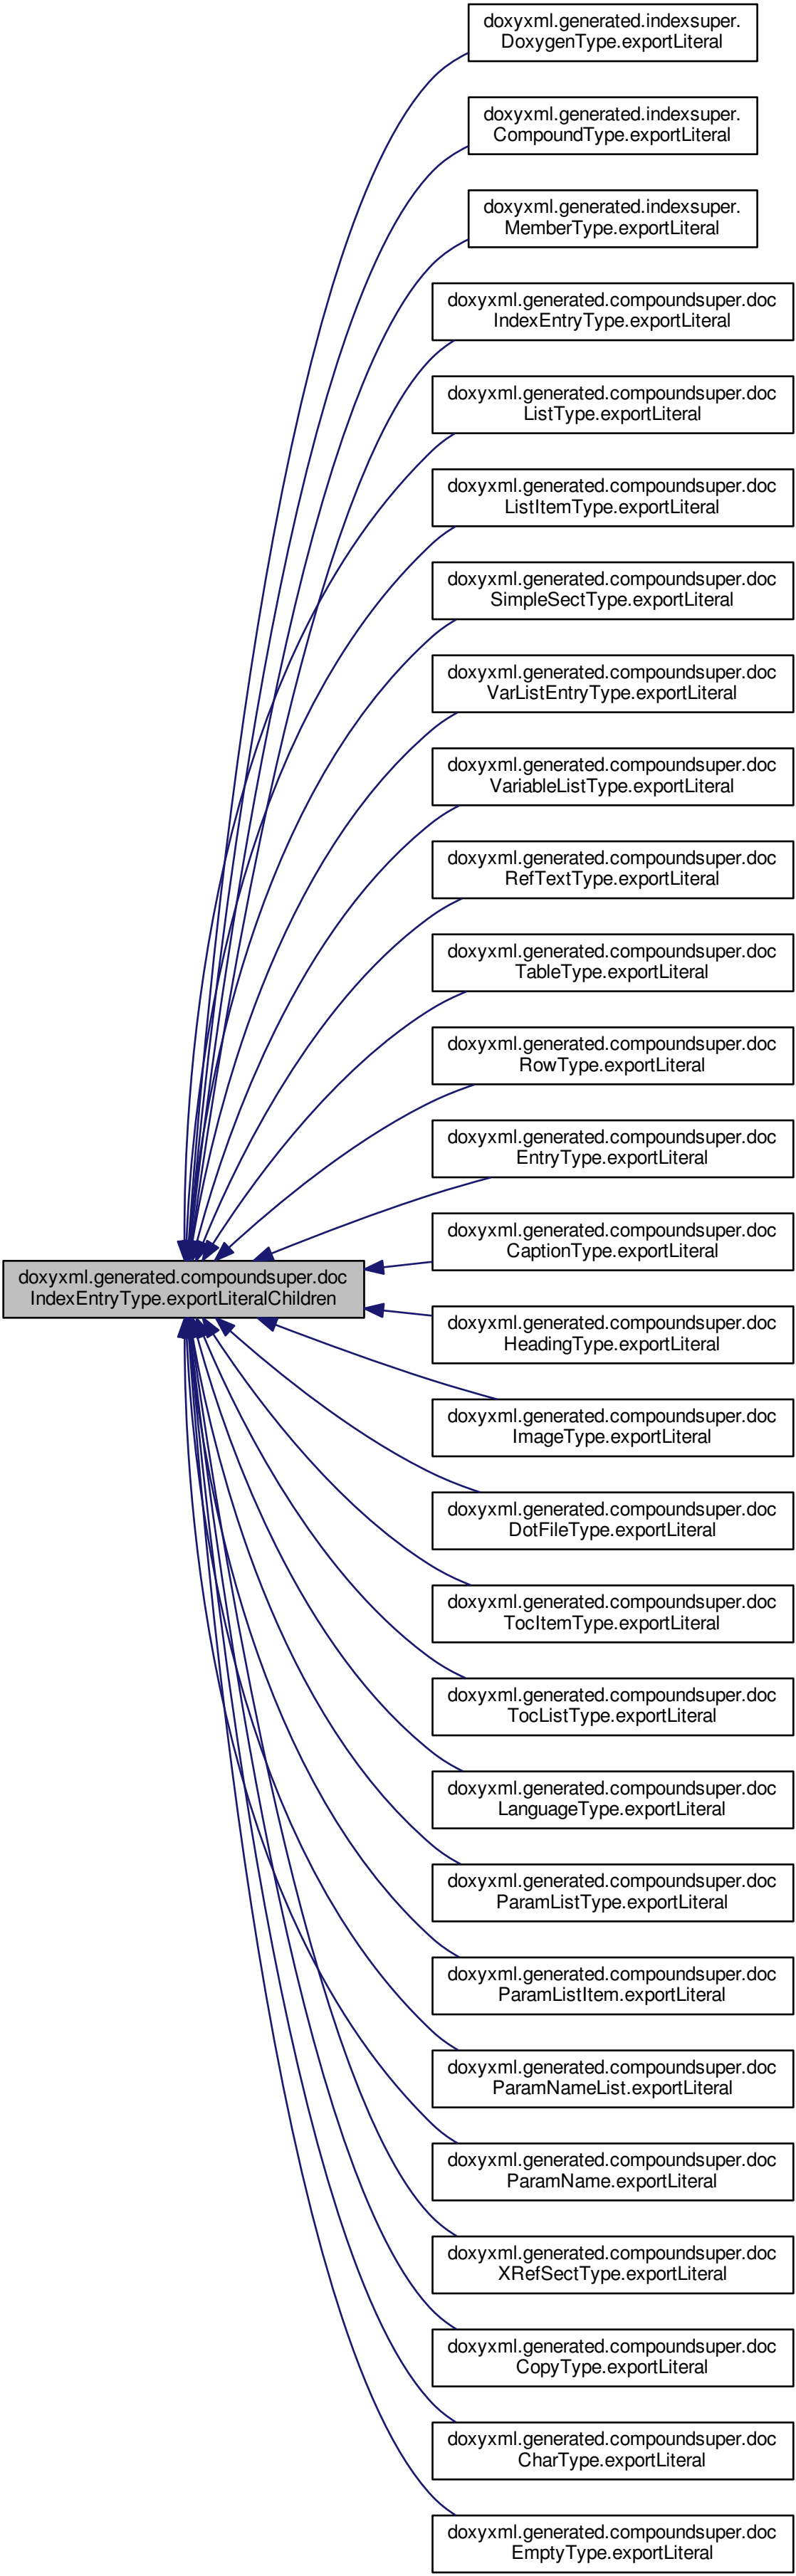 doxyxml.generated.indexsuper.
DoxygenType.exportLiteral
doxyxml.generated.indexsuper.
CompoundType.exportLiteral
doxyxml.generated.indexsuper.
MemberType.exportLiteral
doxyxml.generated.compoundsuper.doc
IndexEntryType.exportLiteral
doxyxml.generated.compoundsuper.doc
ListType.exportLiteral
doxyxml.generated.compoundsuper.doc
ListItemType.exportLiteral
doxyxml.generated.compoundsuper.doc
SimpleSectType.exportLiteral
doxyxml.generated.compoundsuper.doc
VarListEntryType.exportLiteral
doxyxml.generated.compoundsuper.doc
VariableListType.exportLiteral
doxyxml.generated.compoundsuper.doc
RefTextType.exportLiteral
doxyxml.generated.compoundsuper.doc
TableType.exportLiteral
doxyxml.generated.compoundsuper.doc
RowType.exportLiteral
doxyxml.generated.compoundsuper.doc
EntryType.exportLiteral
doxyxml.generated.compoundsuper.doc
CaptionType.exportLiteral
doxyxml.generated.compoundsuper.doc
IndexEntryType.exportLiteralChildren
doxyxml.generated.compoundsuper.doc
HeadingType.exportLiteral
doxyxml.generated.compoundsuper.doc
ImageType.exportLiteral
doxyxml.generated.compoundsuper.doc
DotFileType.exportLiteral
doxyxml.generated.compoundsuper.doc
TocItemType.exportLiteral
doxyxml.generated.compoundsuper.doc
TocListType.exportLiteral
doxyxml.generated.compoundsuper.doc
LanguageType.exportLiteral
doxyxml.generated.compoundsuper.doc
ParamListType.exportLiteral
doxyxml.generated.compoundsuper.doc
ParamListItem.exportLiteral
doxyxml.generated.compoundsuper.doc
ParamNameList.exportLiteral
doxyxml.generated.compoundsuper.doc
ParamName.exportLiteral
doxyxml.generated.compoundsuper.doc
XRefSectType.exportLiteral
doxyxml.generated.compoundsuper.doc
CopyType.exportLiteral
doxyxml.generated.compoundsuper.doc
CharType.exportLiteral
doxyxml.generated.compoundsuper.doc
EmptyType.exportLiteral